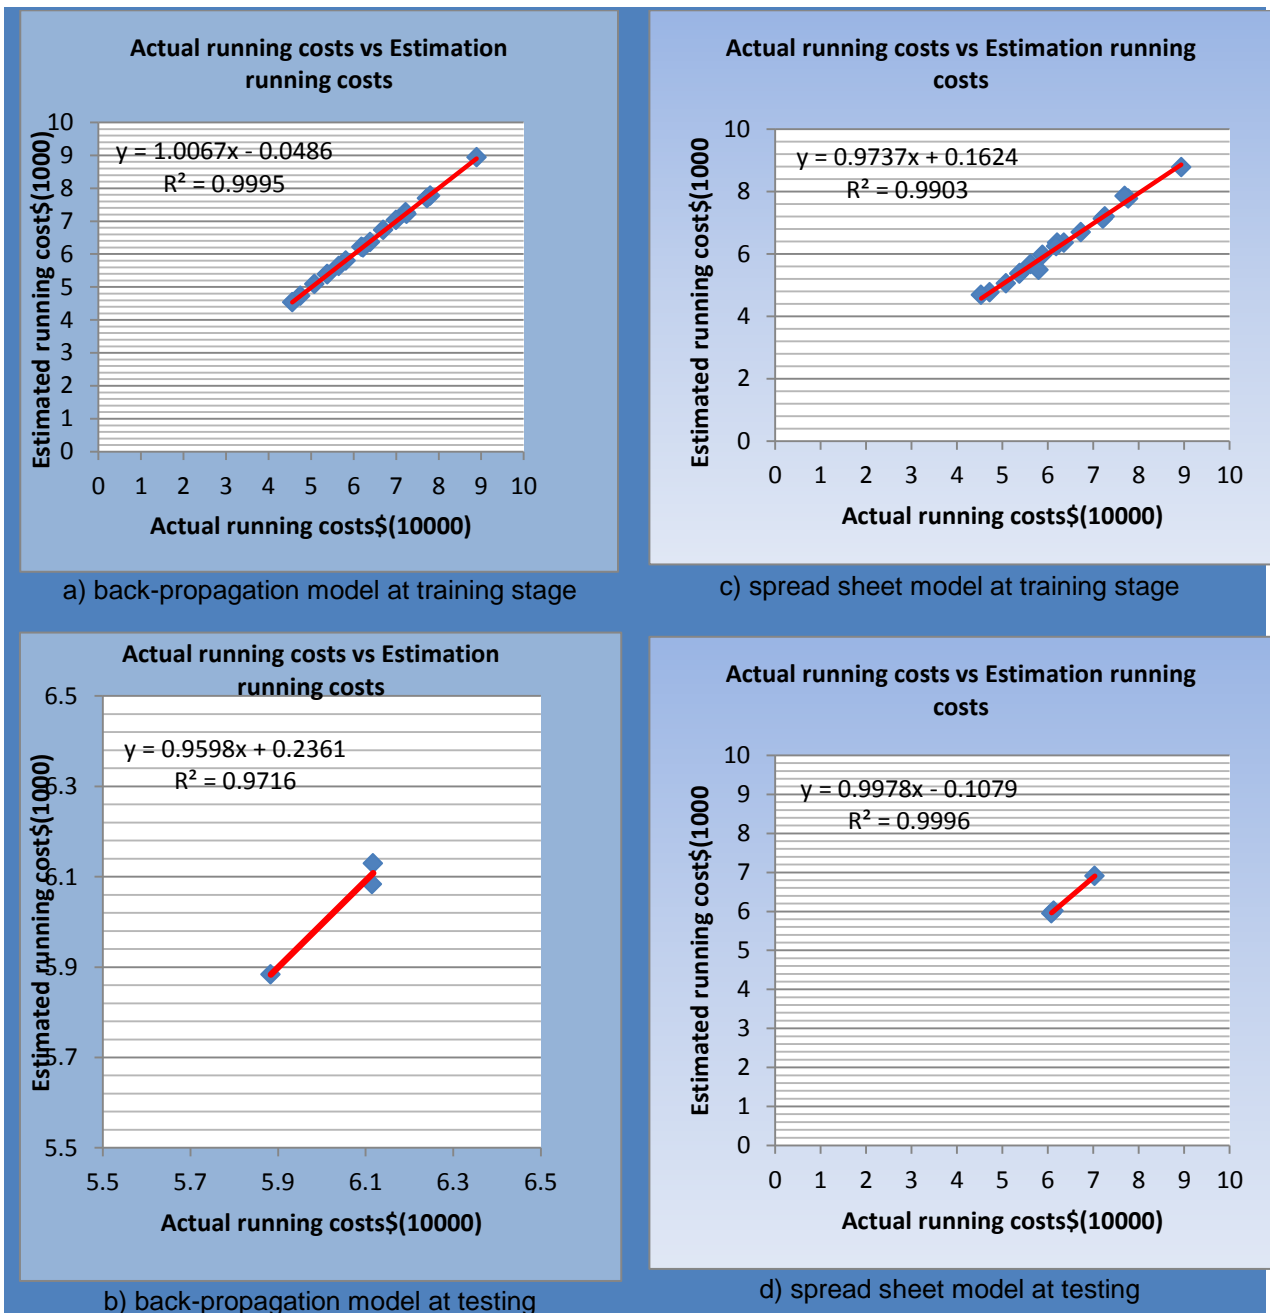 Actual running costs vs Estimation
running costs
y = 1.0067x - 0.0486
R² = 0.9995
Estimated running cost$(1000)
10
9
8
7
6
5
4
3
2
1
0
0 1 2 3 4 5 6 7 8 9 10
Actual running costs$(10000)
a) back-propagation model at training stage
Actual running costs vs Estimation running
costs
y = 0.9737x + 0.1624
R² = 0.9903
Estimated running cost$(1000
10
8
6
4
2
0
0 1 2 3 4 5 6 7 8 9 10
Actual running costs$(10000)
c) spread sheet model at training stage
Actual running costs vs Estimation
running costs
y = 0.9598x + 0.2361
R² = 0.9716
Estimated running cost$(1000)
6.5
6.3
6.1
5.9
5.7
5.5
5.5 5.7 5.9 6.1 6.3 6.5
Actual running costs$(10000)
b) back-propagation model at testing
Actual running costs vs Estimation running
costs
y = 0.9978x - 0.1079
R² = 0.9996
Estimated running cost$(1000
10
9
8
7
6
5
4
3
2
1
0
0 1 2 3 4 5 6 7 8 9 10
Actual running costs$(10000)
d) spread sheet model at testing